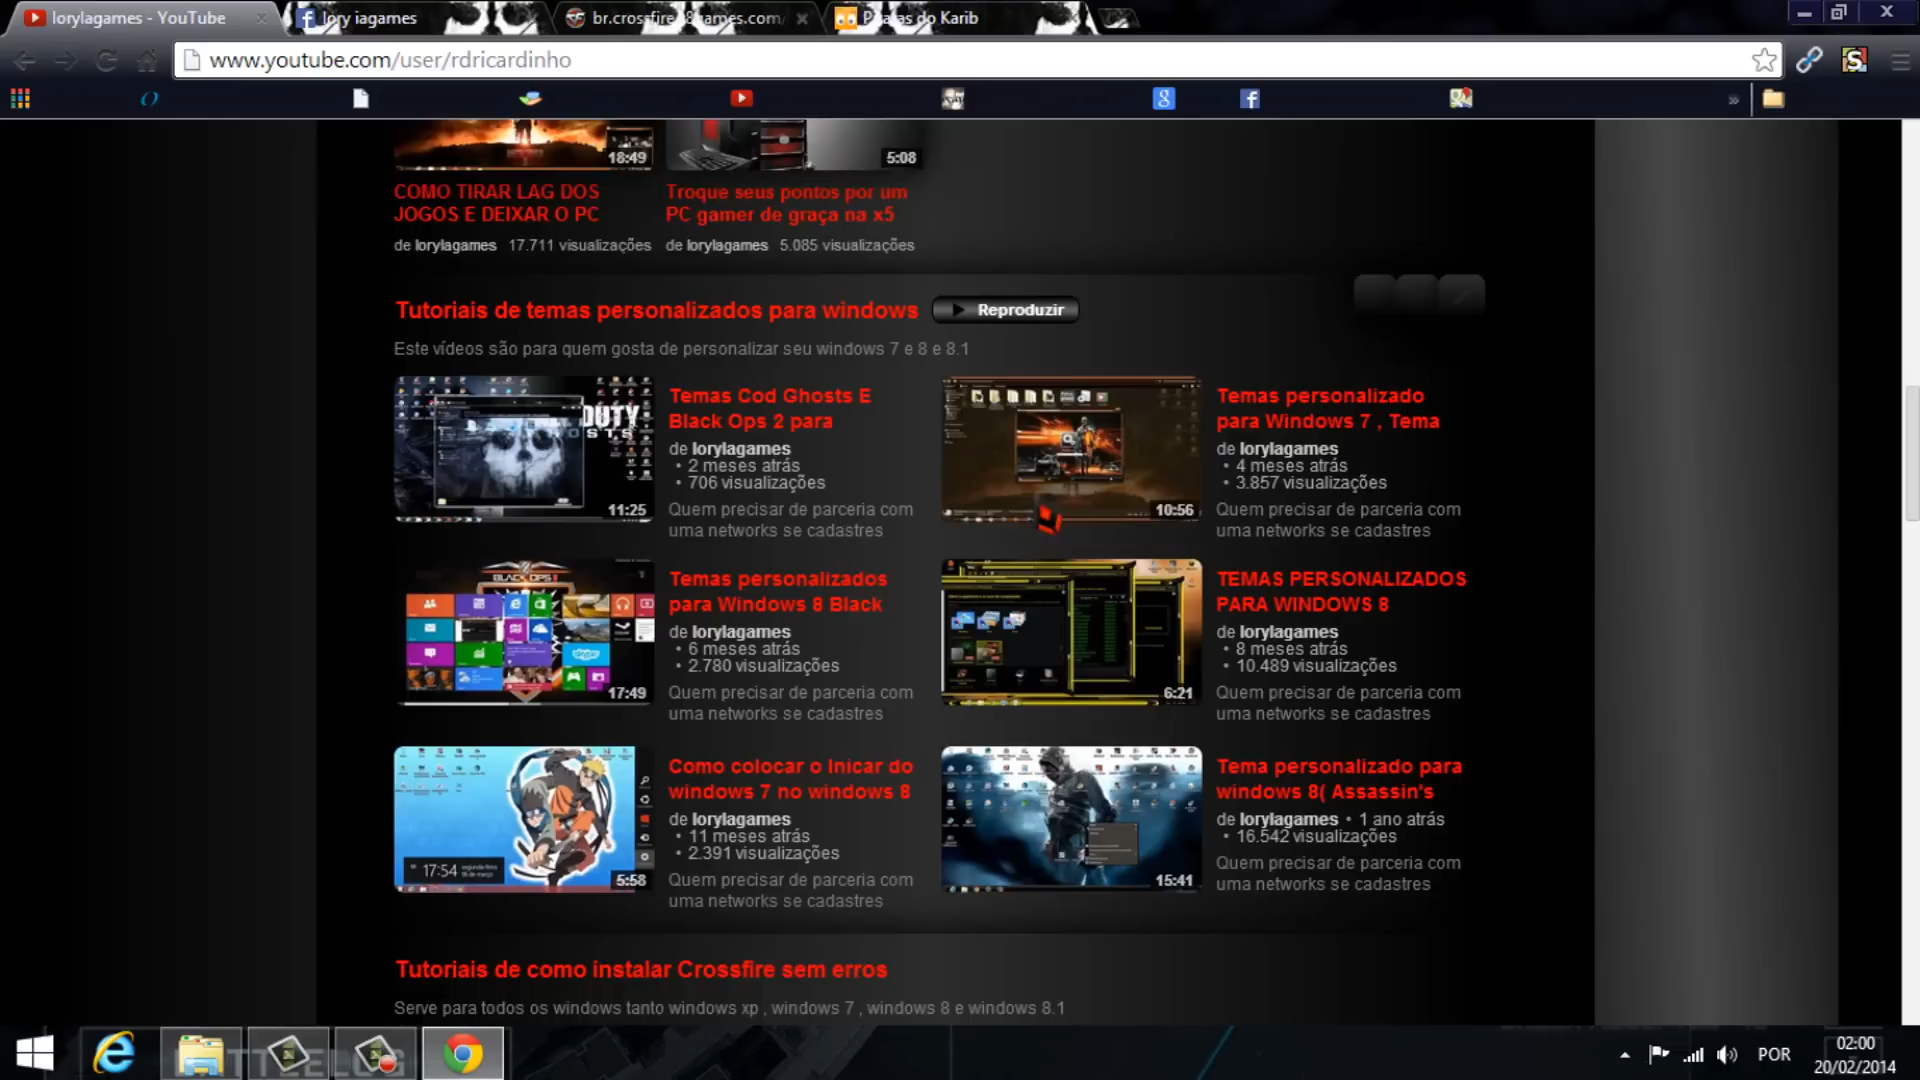 lorylagames - YouTube
lory iagames
br.crossfire.z8games.com
Piratas do Karib
www.youtube.com/user/rdricardinho
18:49
5:08
COMO TIRAR LAG DOS
JOGOS E DEIXAR O PC
de lorylagames 17.711 visualizações
Troque seus pontos por um
PC gamer de graça na x5
de lorylagames 5.085 visualizações
Tutoriais de temas personalizados para windows
Reproduzir
Este vídeos são para quem gosta de personalizar seu windows 7 e 8 e 8.1
11:25
Temas Cod Ghosts E
Black Ops 2 para
de lorylagames
• 2 meses atrás
• 706 visualizações
Quem precisar de parceria com
uma networks se cadastres
10:56
Temas personalizado
para Windows 7 , Tema
de lorylagames
• 4 meses atrás
• 3.857 visualizações
Quem precisar de parceria com
uma networks se cadastres
BLACK OPS II
17:49
Temas personalizados
para Windows 8 Black
de lorylagames
• 6 meses atrás
• 2.780 visualizações
Quem precisar de parceria com
uma networks se cadastres
6:21
TEMAS PERSONALIZADOS
PARA WINDOWS 8
de lorylagames
• 8 meses atrás
• 10.489 visualizações
Quem precisar de parceria com
uma networks se cadastres
17:54
5:58
Como colocar o Inicar do
windows 7 no windows 8
de lorylagames
• 11 meses atrás
• 2.391 visualizações
Quem precisar de parceria com
uma networks se cadastres
15:41
Tema personalizado para
windows 8( Assassin's
de lorylagames • 1 ano atrás
• 16.542 visualizações
Quem precisar de parceria com
uma networks se cadastres
Tutoriais de como instalar Crossfire sem erros
Serve para todos os windows tanto windows xp , windows 7 , windows 8 e windows 8.1
POR
02:00
20/02/2014